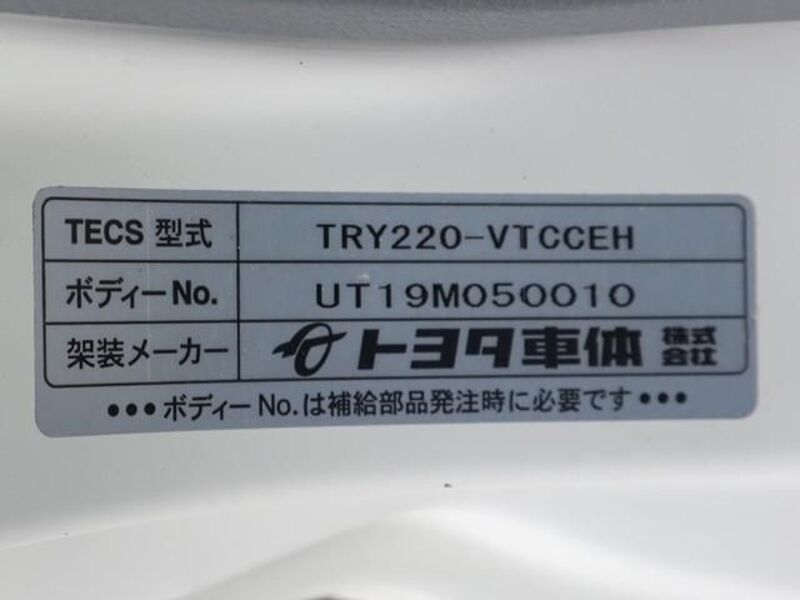 TECS 型式 TRY220-VTCCEH
ボディーNo. UT19M050010
架装メーカー トヨタ車体 株式会社
•••ボディーNo.は補給部品発注時に必要です•••